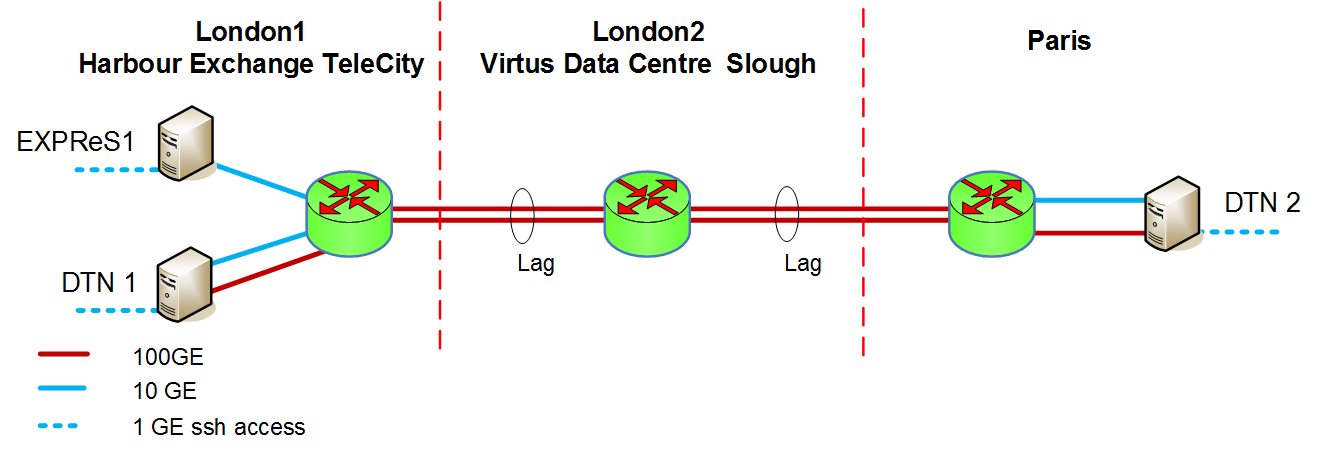 London1
Harbour Exchange TeleCity
London2
Virtus Data Centre Slough
Paris
EXPReS1
DTN 1
Lag
Lag
DTN 2
100GE
10 GE
1 GE ssh access